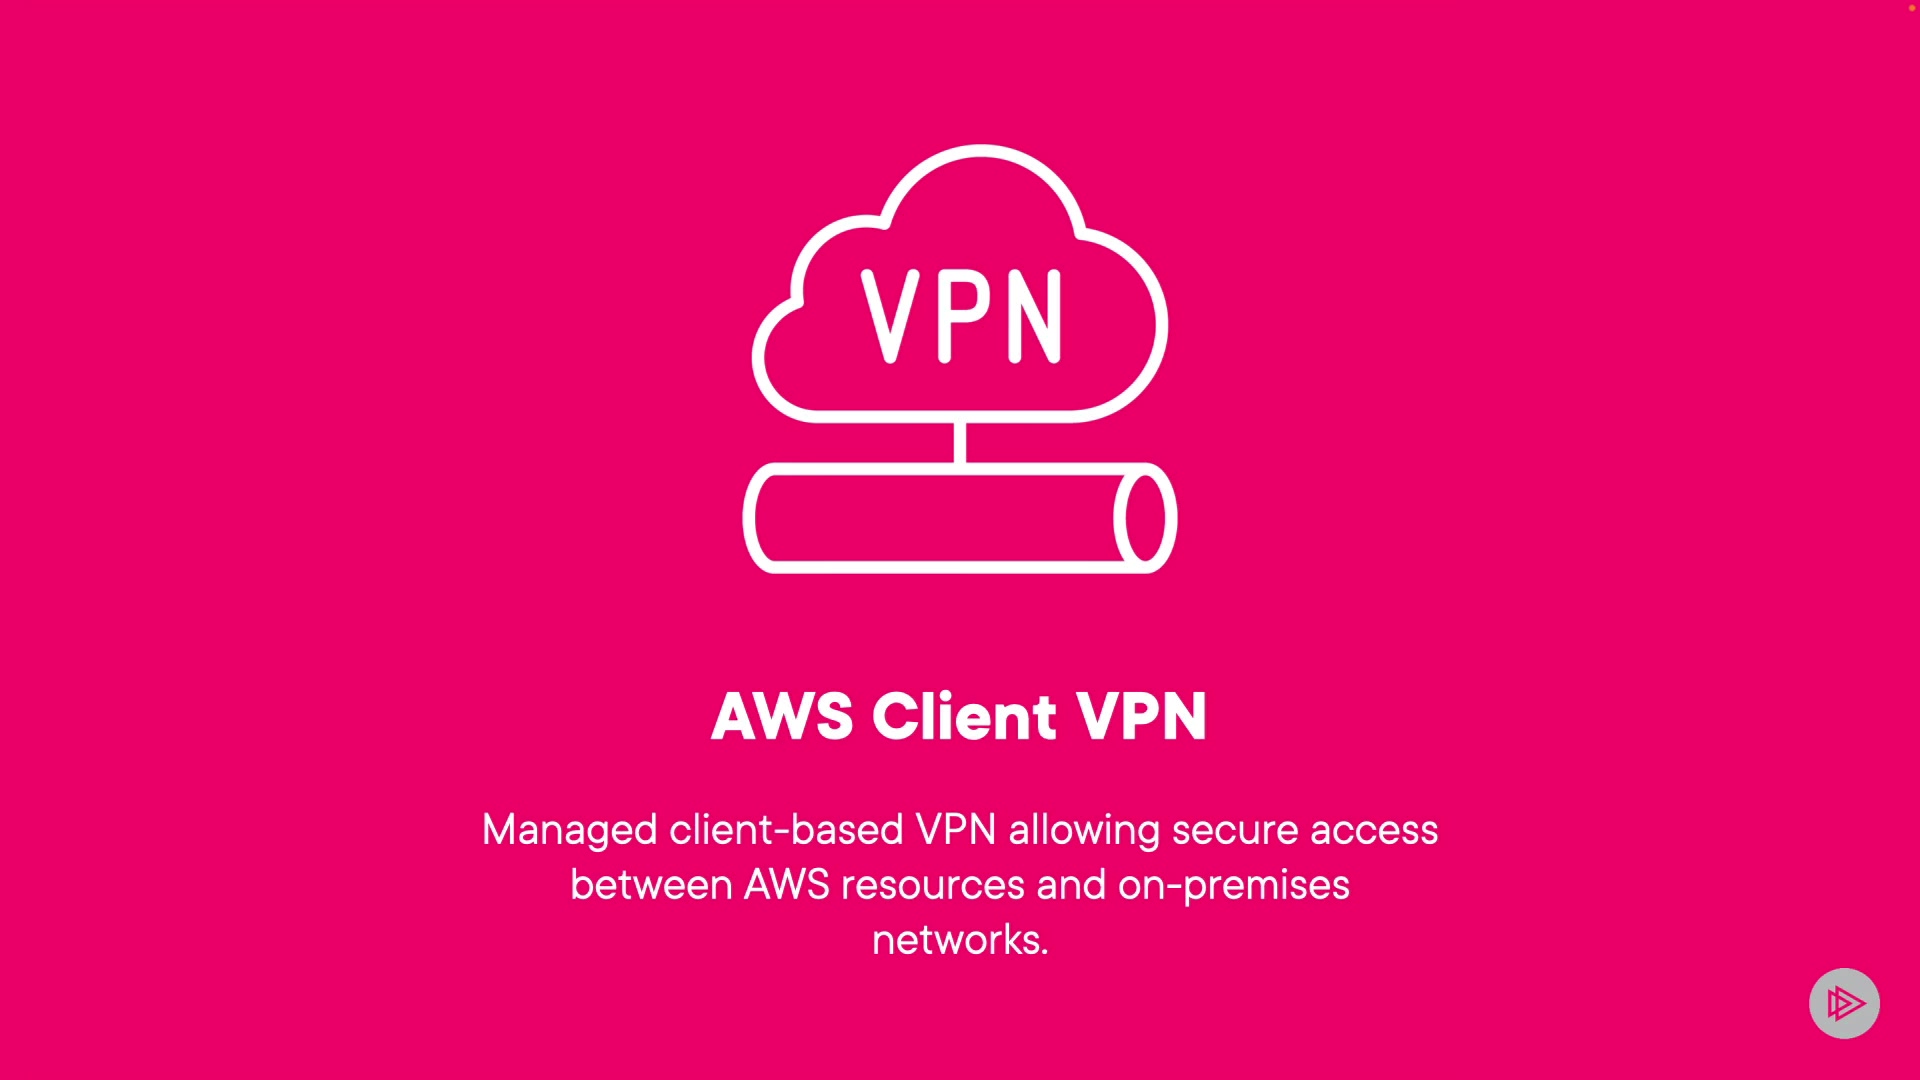 VPN
AWS Client VPN
Managed client-based VPN allowing secure access
between AWS resources and on-premises
networks.